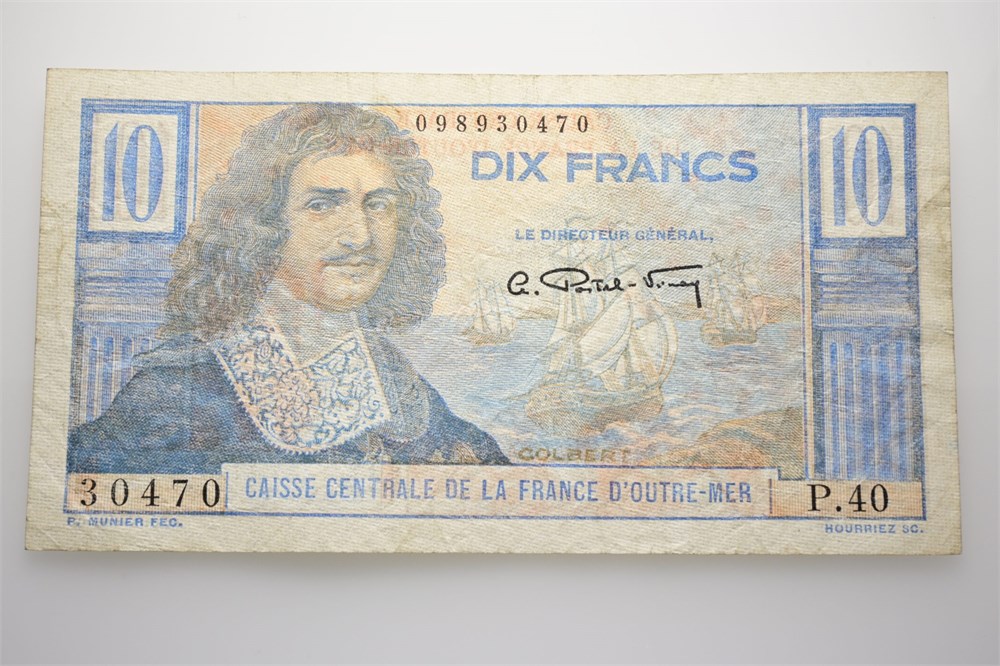 10
098930470
10
DIX FRANCS
LE DIRECTEUR GÉNÉRAL,
COLBERT
30470
CAISSE CENTRALE DE LA FRANCE D'OUTRE-MER
P.40
P. MUNIER FEC.
HOURRIEZ SC.